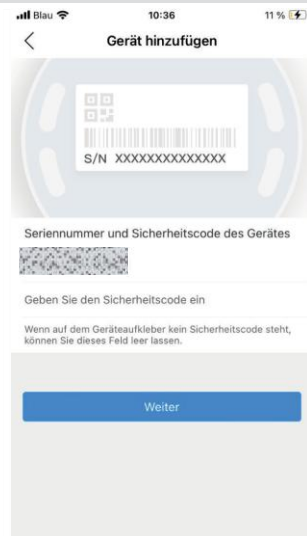 Blau 10:36 11 %
Gerät hinzufügen
S/N XXXXXXXXXXXXXX
Seriennummer und Sicherheitscode des Gerätes
Geben Sie den Sicherheitscode ein
Wenn auf dem Geräteaufkleber kein Sicherheitscode steht,
können Sie dieses Feld leer lassen.
Weiter